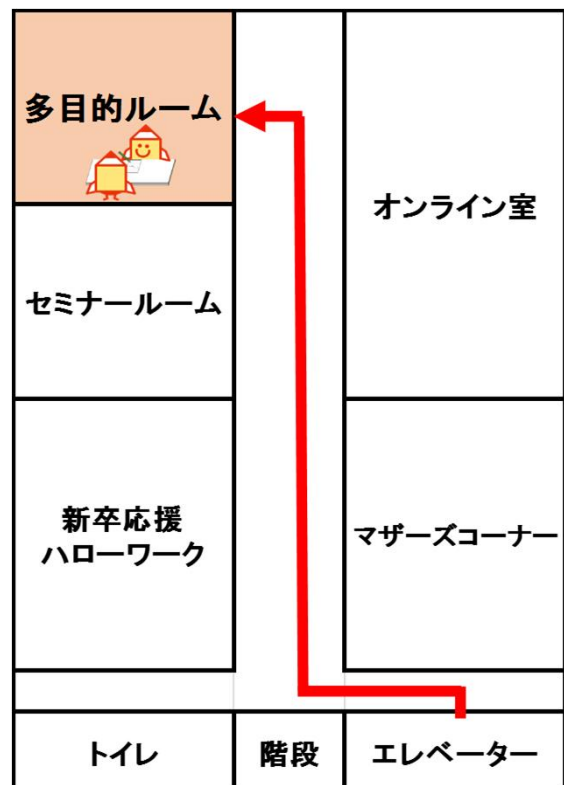 多目的ルーム
オンライン室
セミナールーム
新卒応援
ハローワーク
マザーズコーナー
トイレ
階段
エレベーター